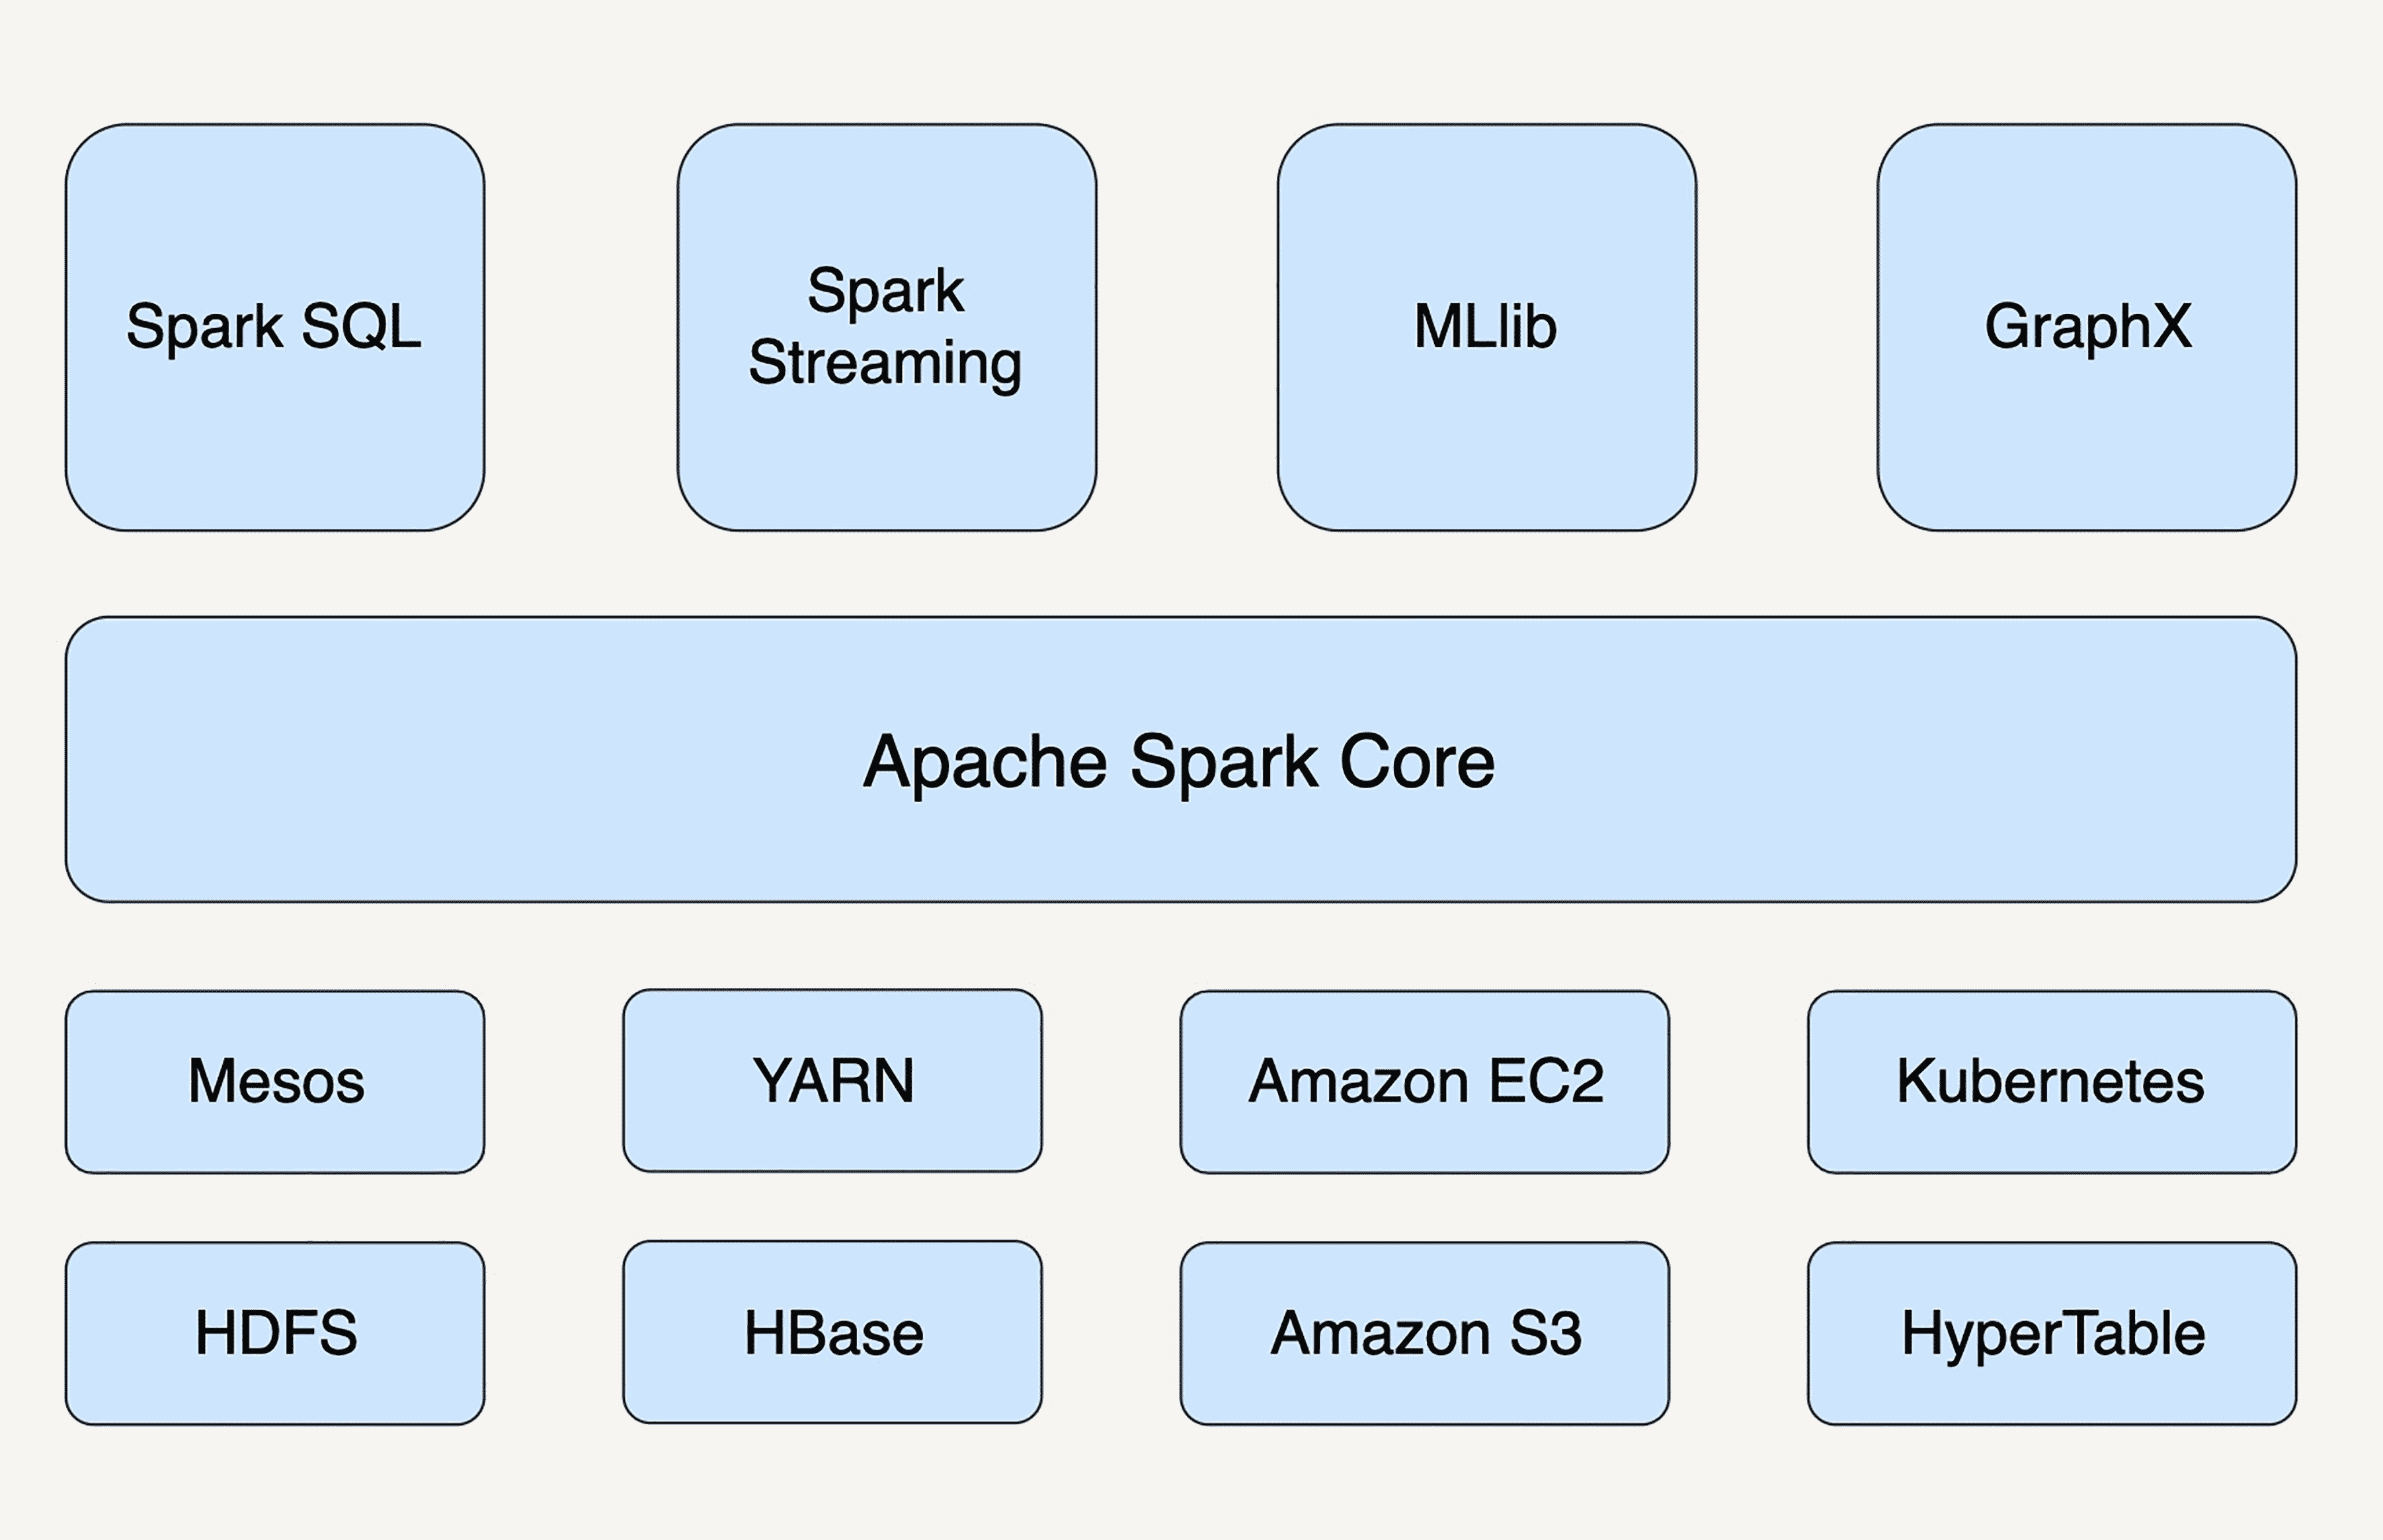 Spark SQL
Spark
Streaming
MLlib
GraphX
Apache Spark Core
Mesos
YARN
Amazon EC2
Kubernetes
HDFS
HBase
Amazon S3
HyperTable